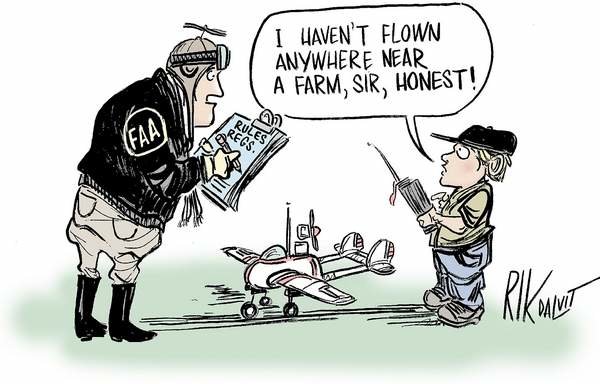 I HAVEN'T FLOWN
ANYWHERE NEAR
A FARM, SIR, HONEST!
FAA
RULES
REGS.
RIK DALVIT